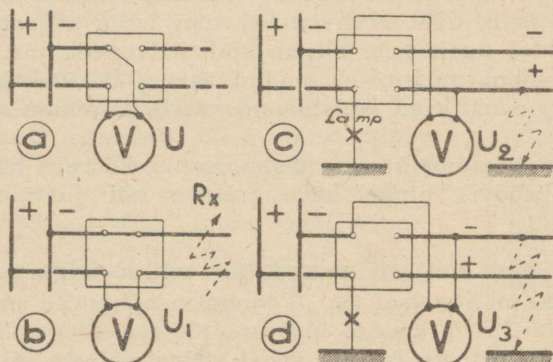 + -
a V U
+ -
Lamp
-
+
c V U2
+ -
Rx
b V U1
+ -
-
+
d V U3